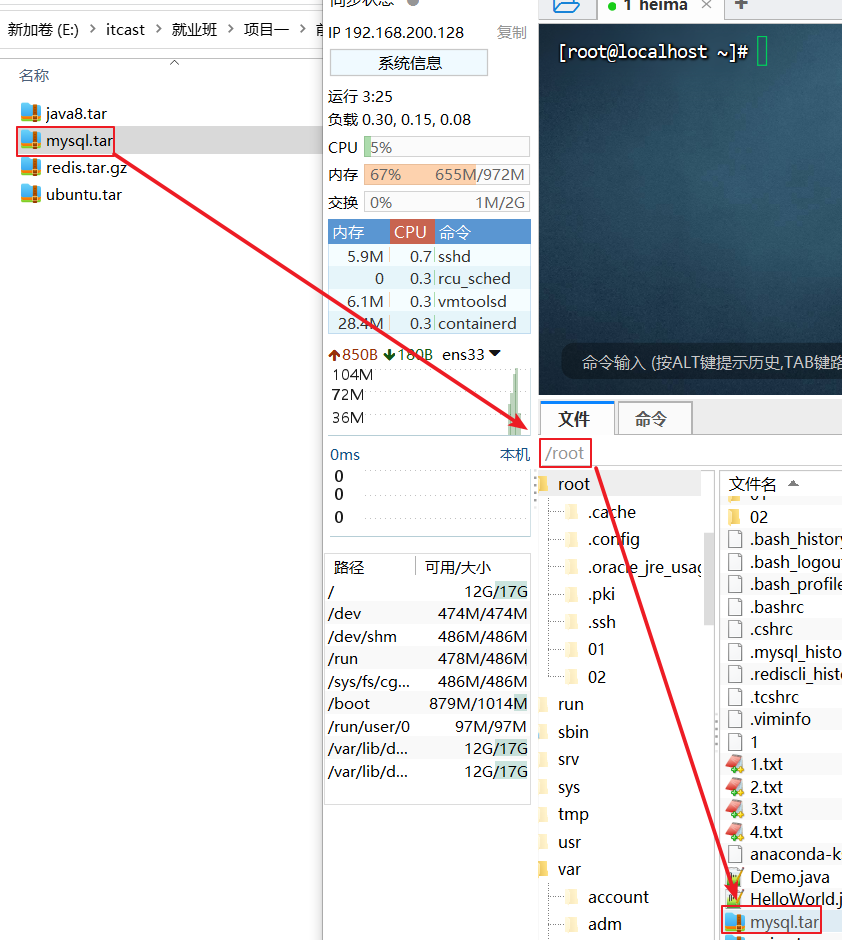 新加卷 (E:) > itcast > 就业班 > 项目一 >
名称
java8.tar
mysql.tar
redis.tar.gz
ubuntu.tar
同步状态
IP 192.168.200.128 复制
系统信息
运行 3:25
负载 0.30, 0.15, 0.08
CPU 5%
内存 67% 655M/972M
交换 0% 1M/2G
内存 CPU 命令
5.9M 0.7 sshd
0 0.3 rcu_sched
6.1M 0.3 vmtoolsd
28.4M 0.3 containerd
850B 180B ens33
104M
72M
36M
0ms 本机
0
0
0
路径 可用/大小
/ 12G/17G
/dev 474M/474M
/dev/shm 486M/486M
/run 478M/486M
/sys/fs/cg... 486M/486M
/boot 879M/1014M
/run/user/0 97M/97M
/var/lib/d... 12G/17G
/var/lib/d... 12G/17G
1 heima × +
[root@localhost ~]#
命令输入 (按ALT键提示历史,TAB键路
文件 命令
/root
root
.cache
.config
.oracle_jre_usag
.pki
.ssh
01
02
run
sbin
srv
sys
tmp
usr
var
account
adm
文件名
01
02
.bash_history
.bash_logou
.bash_profile
.bashrc
.cshrc
.mysql_histo
.rediscli_hist
.tcshrc
.viminfo
1
1.txt
2.txt
3.txt
4.txt
anaconda-k
Demo.java
HelloWorld.j
mysql.tar